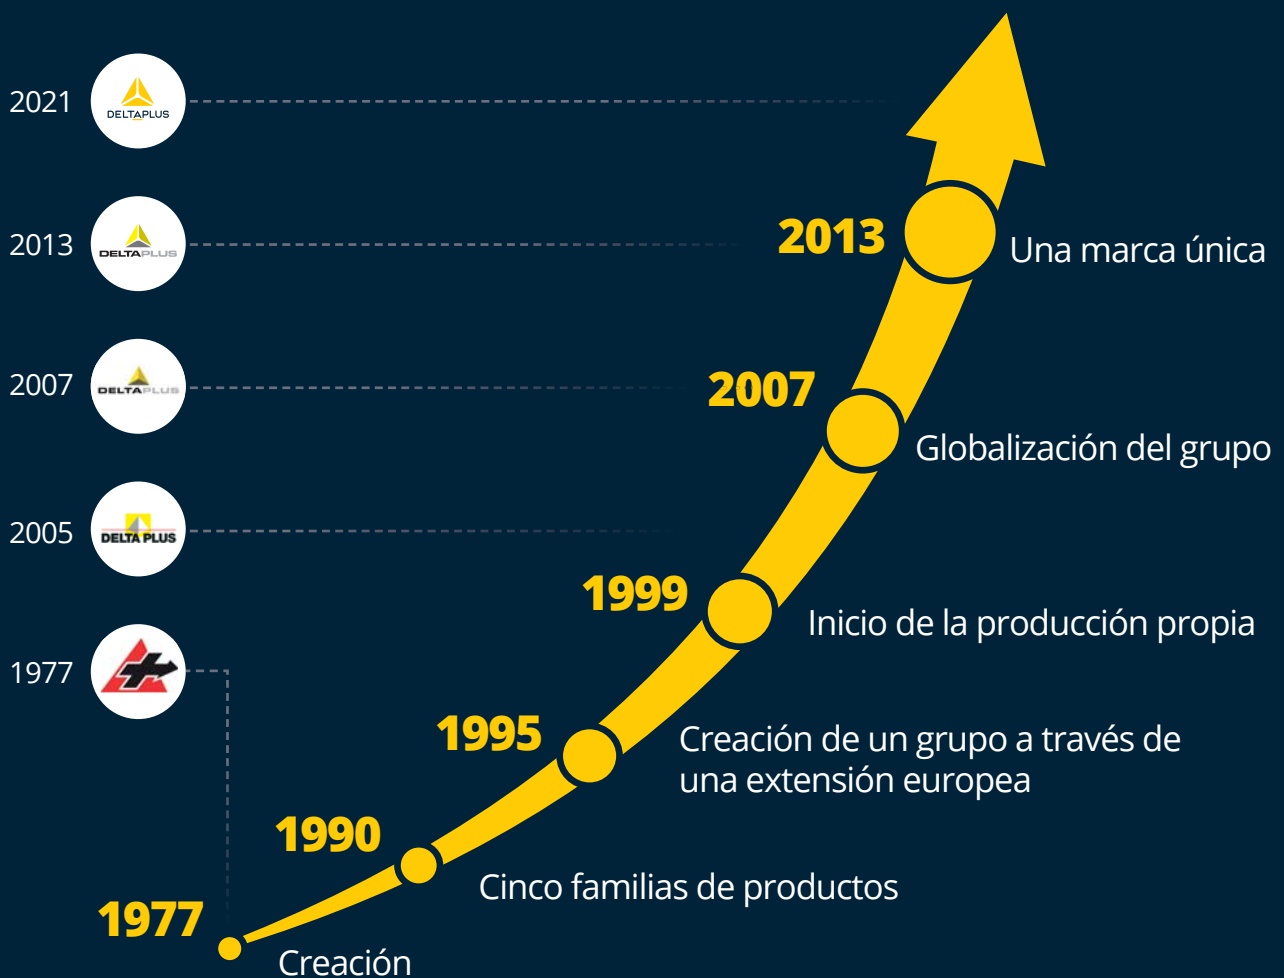 2021
DELTAPLUS
2013
DELTAPLUS
2013
Una marca única
2007
DELTAPLUS
2007
Globalización del grupo
2005
DELTA PLUS
1999
Inicio de la producción propia
1977
1995
Creación de un grupo a través de
una extensión europea
1990
Cinco familias de productos
1977
Creación